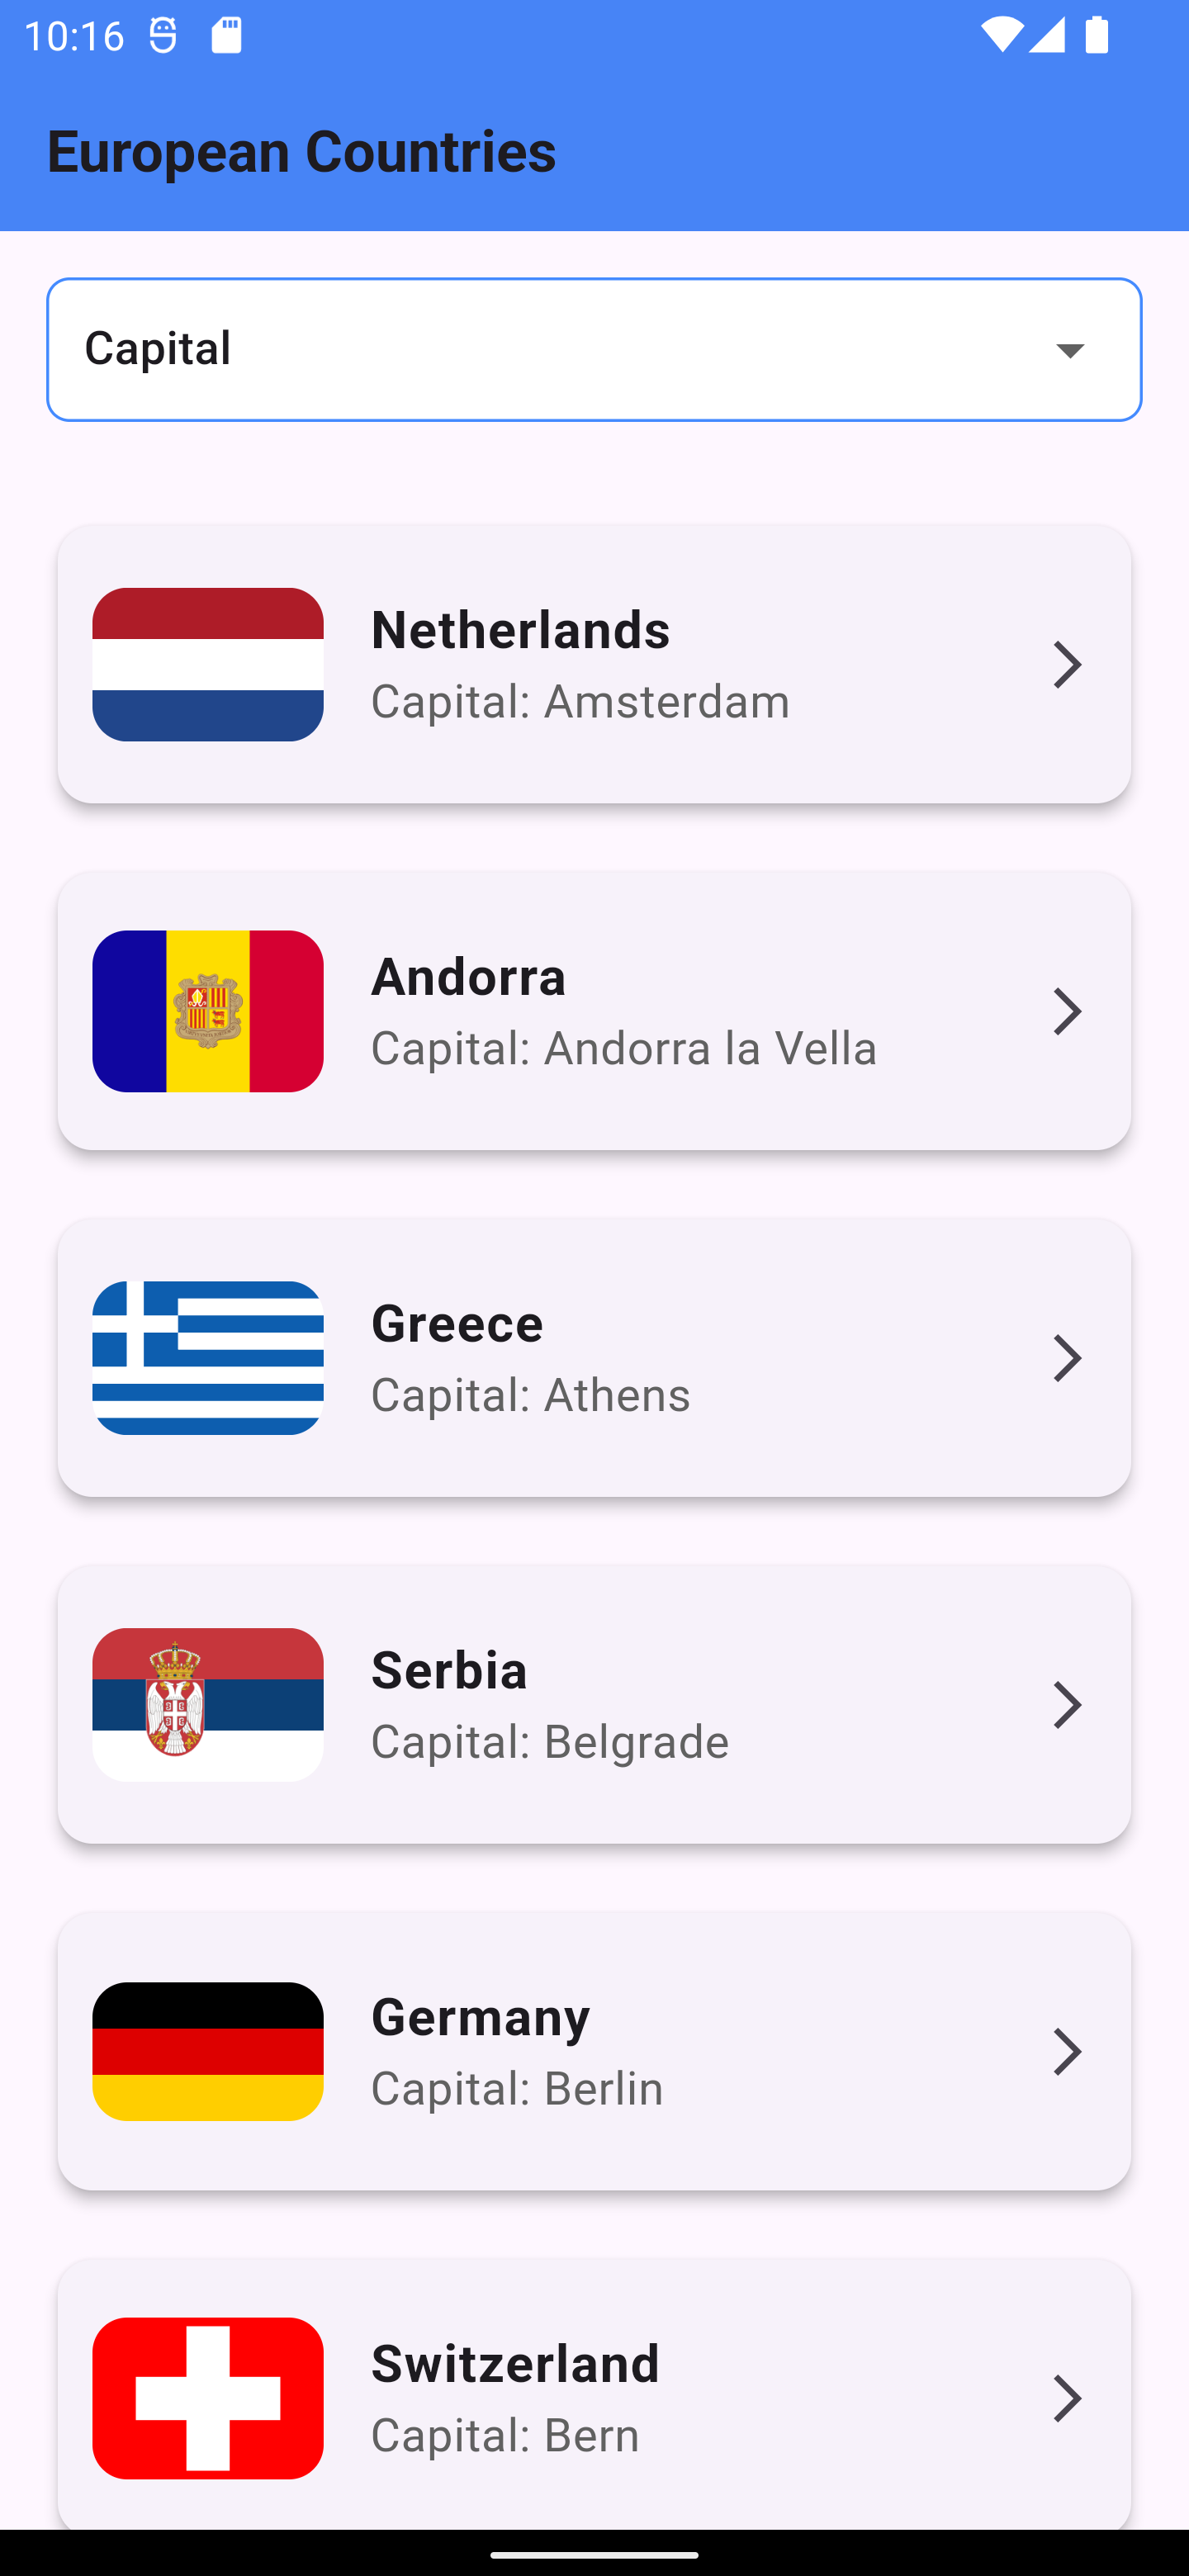 10:16
European Countries
Capital
Netherlands
Capital: Amsterdam
Andorra
Capital: Andorra la Vella
Greece
Capital: Athens
Serbia
Capital: Belgrade
Germany
Capital: Berlin
Switzerland
Capital: Bern